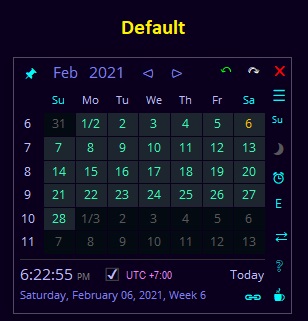 Default
Feb 2021
Su Mo Tu We Th Fr Sa
Su
6 31 1/2 2 3 4 5 6
7 7 8 9 10 11 12 13
8 14 15 16 17 18 19 20
9 21 22 23 24 25 26 27
E
10 28 1/3 2 3 4 5 6
11 7 8 9 10 11 12 13
6:22:55 PM UTC +7:00 Today
?
Saturday, February 06, 2021, Week 6